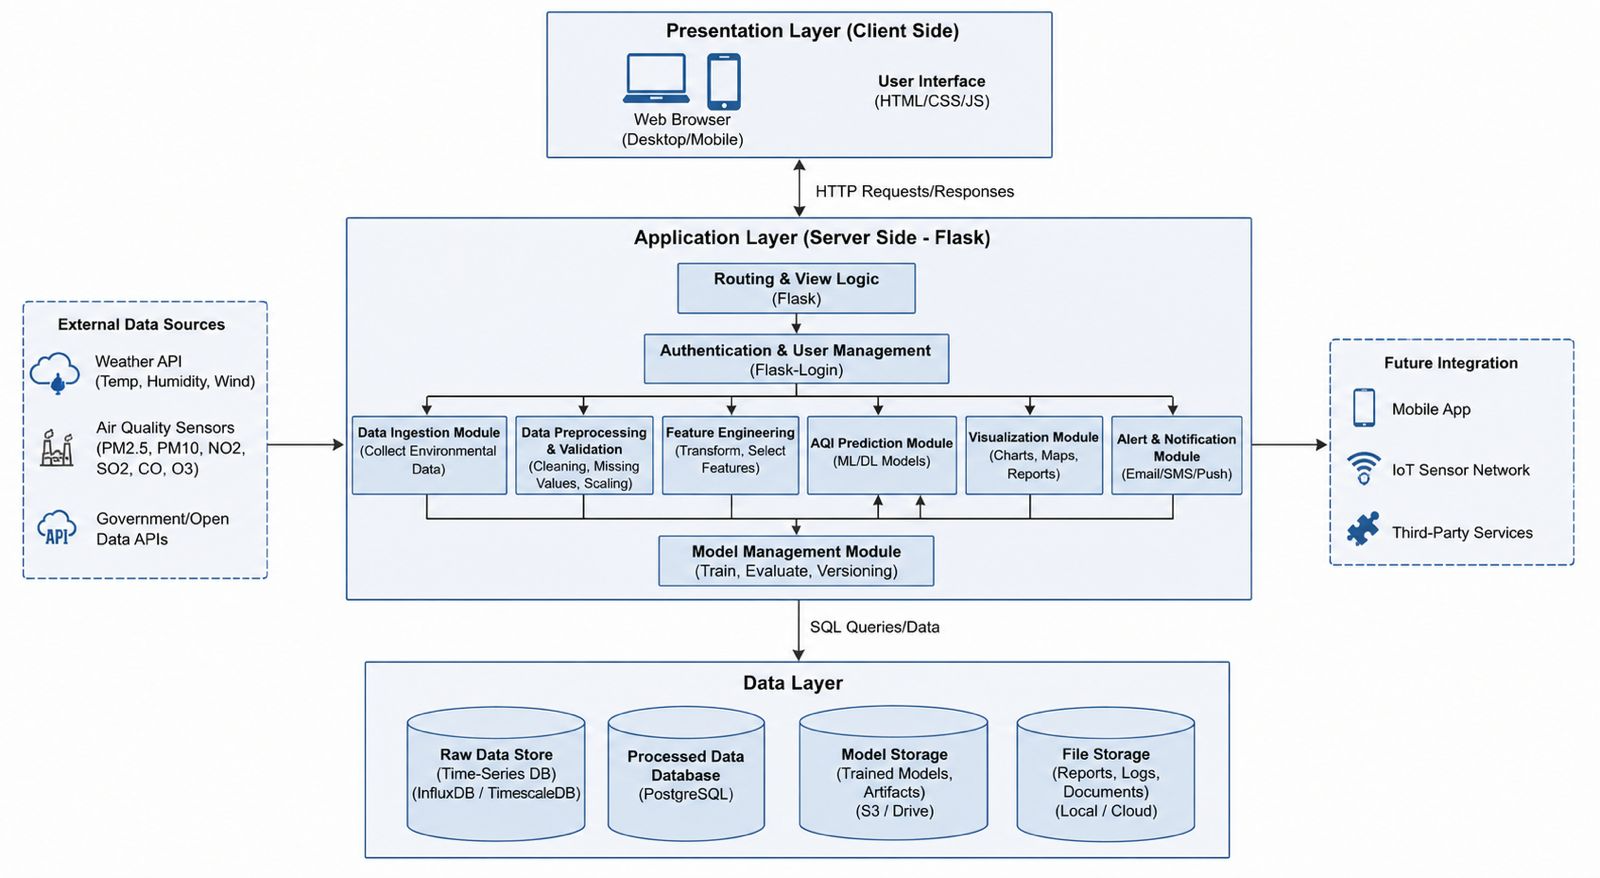 Presentation Layer (Client Side)
Web Browser
(Desktop/Mobile)
User Interface
(HTML/CSS/JS)
HTTP Requests/Responses
Application Layer (Server Side - Flask)
Routing & View Logic
(Flask)
Authentication & User Management
(Flask-Login)
Data Ingestion Module
(Collect Environmental
Data)
Data Preprocessing
& Validation
(Cleaning, Missing
Values, Scaling)
Feature Engineering
(Transform, Select
Features)
AQI Prediction Module
(ML/DL Models)
Visualization Module
(Charts, Maps,
Reports)
Alert & Notification
Module
(Email/SMS/Push)
Model Management Module
(Train, Evaluate, Versioning)
External Data Sources
Weather API
(Temp, Humidity, Wind)
Air Quality Sensors
(PM2.5, PM10, NO2,
SO2, CO, O3)
API
Government/Open
Data APIs
Future Integration
Mobile App
IoT Sensor Network
Third-Party Services
SQL Queries/Data
Data Layer
Raw Data Store
(Time-Series DB)
(InfluxDB / TimescaleDB)
Processed Data
Database
(PostgreSQL)
Model Storage
(Trained Models,
Artifacts)
(S3 / Drive)
File Storage
(Reports, Logs,
Documents)
(Local / Cloud)